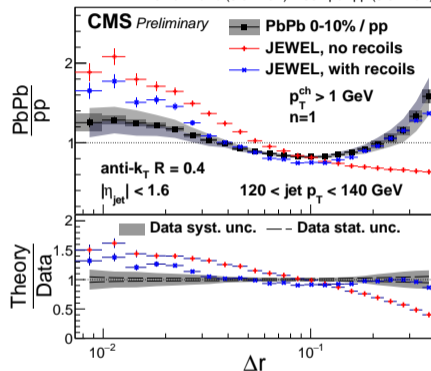 CMS Preliminary
PbPb 0-10% / pp
JEWEL, no recoils
JEWEL, with recoils
p_T^ch > 1 GeV
n=1
PbPb
pp
2
1
anti-k_T R = 0.4
|η_jet| < 1.6
120 < jet p_T < 140 GeV
Data syst. unc.
Data stat. unc.
Theory
Data
2
1.5
1
0.5
0
10⁻²
10⁻¹
Δr